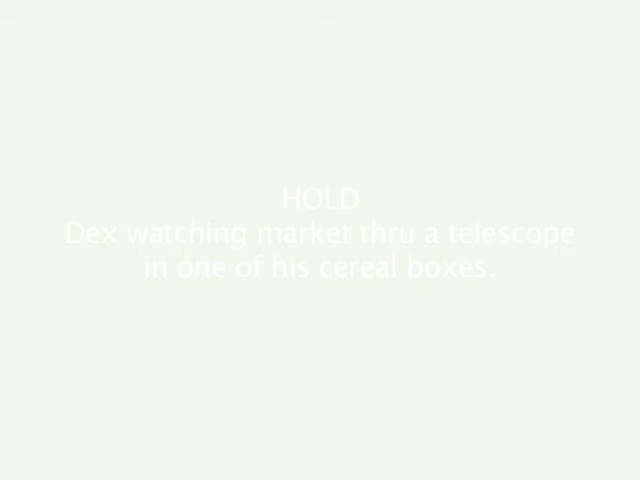 HOLD
Dex watching market thru a telescope
in one of his cereal boxes.